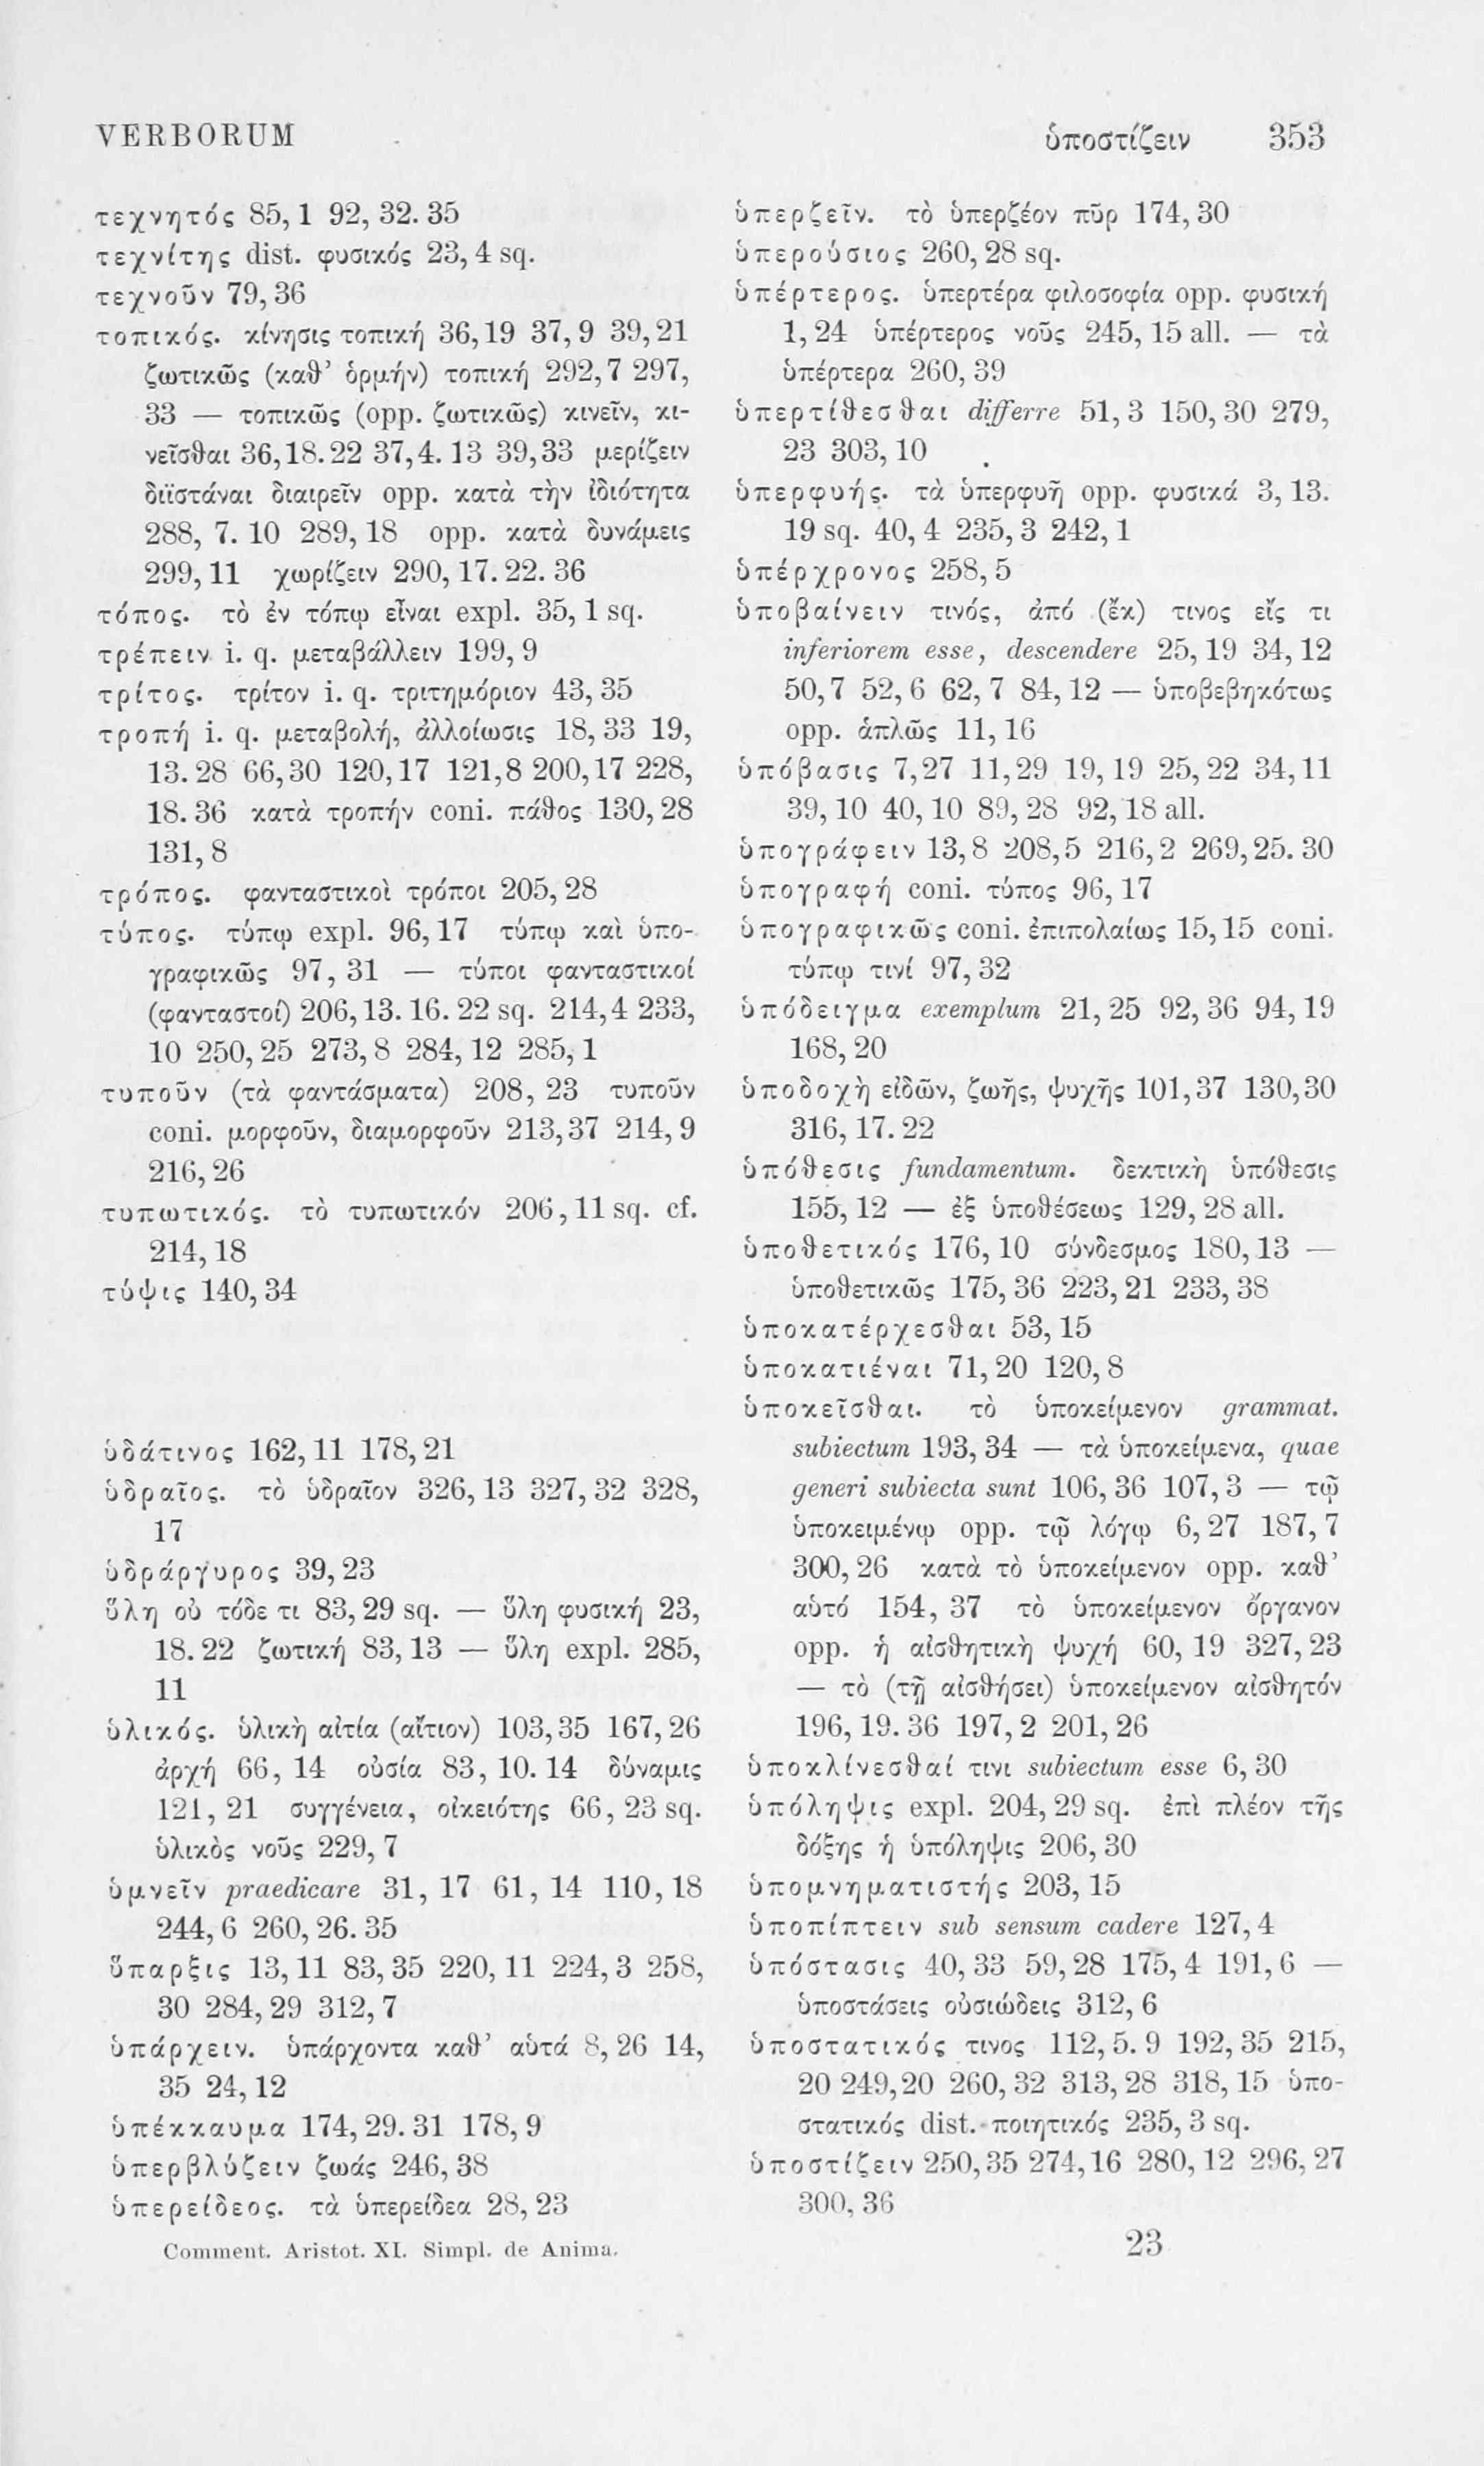 VERBORUM ὑποστίζειν 353
τεχνητός 85, 1 92, 32. 35
τεχνίτης dist. φυσικός 23, 4 sq.
τεχνοῦν 79, 36
τοπικός. κίνησις τοπική 36,19 37, 9 39, 21
ζωτικῶς (καθ’ ὁρμήν) τοπική 292, 7 297,
33 — τοπικῶς (opp. ζωτικῶς) κινεῖν, κι-
νεῖσθαι 36,18. 22 37,4. 13 39,33 μερίζειν
διϊστάναι διαιρεῖν opp. κατὰ τὴν ἰδιότητα
288, 7. 10 289, 18 opp. κατὰ δυνάμεις
299, 11 χωρίζειν 290, 17. 22. 36
τόπος. τὸ ἐν τόπῳ εἶναι expl. 35, 1 sq.
τρέπειν i. q. μεταβάλλειν 199, 9
τρίτος. τρίτον i. q. τριτημόριον 43, 35
τροπή i. q. μεταβολή, ἀλλοίωσις 18, 33 19,
13. 28 66, 30 120, 17 121, 8 200, 17 228,
18. 36 κατὰ τροπήν coni. πάθος 130, 28
131, 8
τρόπος. φανταστικοὶ τρόποι 205, 28
τύπος. τύπῳ expl. 96, 17 τύπῳ καὶ ὑπο-
γραφικῶς 97, 31 — τύποι φανταστικοί
(φανταστοί) 206, 13. 16. 22 sq. 214, 4 233,
10 250, 25 273, 8 284, 12 285, 1
τυποῦν (τὰ φαντάσματα) 208, 23 τυποῦν
coni. μορφοῦν, διαμορφοῦν 213, 37 214, 9
216, 26
τυπωτικός. τὸ τυπωτικόν 206, 11 sq. cf.
214, 18
τύψις 140, 34
ὑδάτινος 162, 11 178, 21
ὑδραῖος. τὸ ὑδραῖον 326, 13 327, 32 328,
17
ὑδράργυρος 39, 23
ὕλη οὐ τόδε τι 83, 29 sq. — ὕλη φυσική 23,
18. 22 ζωτική 83, 13 — ὕλη expl. 285,
11
ὑλικός. ὑλικὴ αἰτία (αἴτιον) 103, 35 167, 26
ἀρχή 66, 14 οὐσία 83, 10. 14 δύναμις
121, 21 συγγένεια, οἰκειότης 66, 23 sq.
ὑλικὸς νοῦς 229, 7
ὑμνεῖν praedicare 31, 17 61, 14 110, 18
244, 6 260, 26. 35
ὕπαρξις 13, 11 83, 35 220, 11 224, 3 258,
30 284, 29 312, 7
ὑπάρχειν. ὑπάρχοντα καθ’ αὑτά 8, 26 14,
35 24, 12
ὑπέκκαυμα 174, 29. 31 178, 9
ὑπερβλύζειν ζωάς 246, 38
ὑπερείδεος. τὰ ὑπερείδεα 28, 23
Comment. Aristot. XI. Simpl. de Anima.
ὑπερζεῖν. τὸ ὑπερζέον πῦρ 174, 30
ὑπερούσιος 260, 28 sq.
ὑπέρτερος. ὑπερτέρα φιλοσοφία opp. φυσική
1, 24 ὑπέρτερος νοῦς 245, 15 all. — τὰ
ὑπέρτερα 260, 39
ὑπερτίθεσθαι differre 51, 3 150, 30 279,
23 303, 10
ὑπερφυής. τὰ ὑπερφυῆ opp. φυσικά 3, 13.
19 sq. 40, 4 235, 3 242, 1
ὑπέρχρονος 258, 5
ὑποβαίνειν τινός, ἀπό (ἔκ) τινος εἴς τι
inferiorem esse, descendere 25, 19 34, 12
50, 7 52, 6 62, 7 84, 12 — ὑποβεβηκότως
opp. ἁπλῶς 11, 16
ὑπόβασις 7,27 11,29 19,19 25,22 34,11
39, 10 40, 10 89, 28 92, 18 all.
ὑπογράφειν 13, 8 208, 5 216, 2 269, 25. 30
ὑπογραφή coni. τύπος 96, 17
ὑπογραφικῶς coni. ἐπιπολαίως 15, 15 coni.
τύπῳ τινί 97, 32
ὑπόδειγμα exemplum 21, 25 92, 36 94, 19
168, 20
ὑποδοχὴ εἰδῶν, ζωῆς, ψυχῆς 101, 37 130, 30
316, 17. 22
ὑπόθεσις fundamentum. δεκτικὴ ὑπόθεσις
155, 12 — ἐξ ὑποθέσεως 129, 28 all.
ὑποθετικός 176, 10 σύνδεσμος 180, 13 —
ὑποθετικῶς 175, 36 223, 21 233, 38
ὑποκατέρχεσθαι 53, 15
ὑποκατιέναι 71, 20 120, 8
ὑποκεῖσθαι. τὸ ὑποκείμενον grammat.
subiectum 193, 34 — τὰ ὑποκείμενα, quae
generi subiecta sunt 106, 36 107, 3 — τῷ
ὑποκειμένῳ opp. τῷ λόγῳ 6, 27 187, 7
300, 26 κατὰ τὸ ὑποκείμενον opp. καθ’
αὑτό 154, 37 τὸ ὑποκείμενον ὄργανον
opp. ἡ αἰσθητικὴ ψυχή 60, 19 327, 23
— τὸ (τῇ αἰσθήσει) ὑποκείμενον αἰσθητόν
196, 19. 36 197, 2 201, 26
ὑποκλίνεσθαί τινι subiectum esse 6, 30
ὑπόληψις expl. 204, 29 sq. ἐπὶ πλέον τῆς
δόξης ἡ ὑπόληψις 206, 30
ὑπομνηματιστής 203, 15
ὑποπίπτειν sub sensum cadere 127, 4
ὑπόστασις 40, 33 59, 28 175, 4 191, 6 —
ὑποστάσεις οὐσιώδεις 312, 6
ὑποστατικός τινος 112, 5. 9 192, 35 215,
20 249, 20 260, 32 313, 28 318, 15 ὑπο-
στατικός dist. ποιητικός 235, 3 sq.
ὑποστίζειν 250, 35 274, 16 280, 12 296, 27
300, 36
23